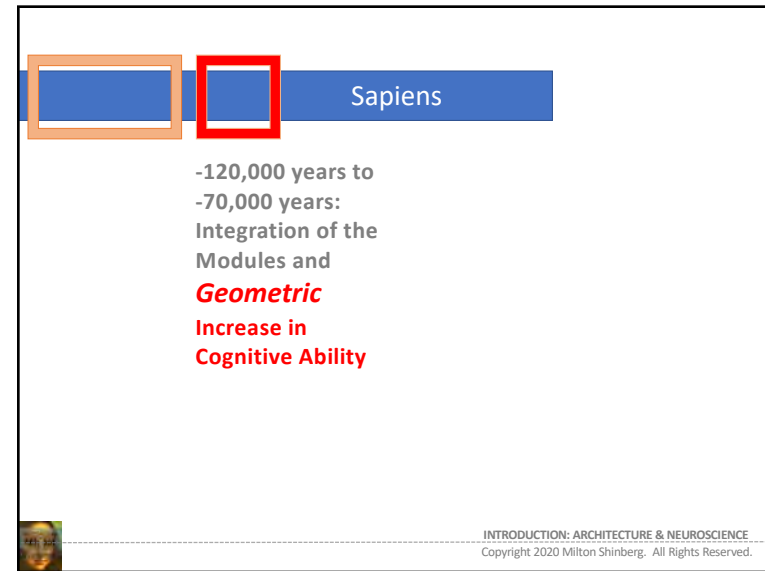 Sapiens
-120,000 years to
-70,000 years:
Integration of the
Modules and
Geometric
Increase in
Cognitive Ability
INTRODUCTION: ARCHITECTURE & NEUROSCIENCE
Copyright 2020 Milton Shinberg. All Rights Reserved.